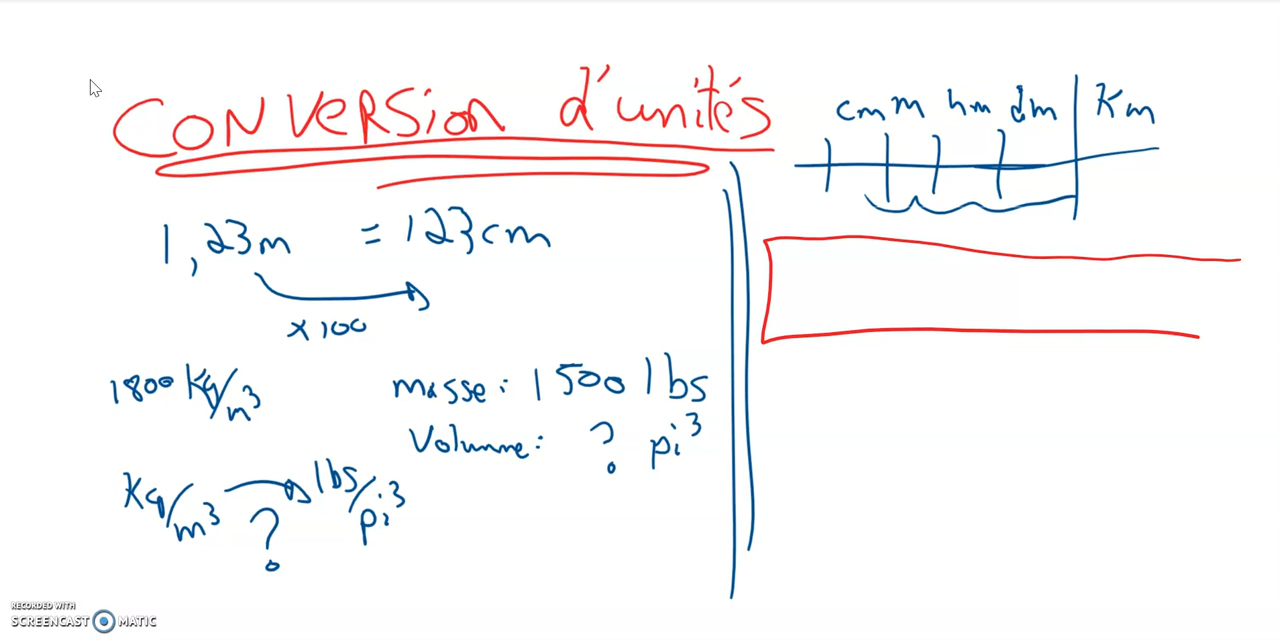 CONVERSION d'unités
cm m hm dm Km
1,23m = 123cm
x100
1800 Kg/m³
masse: 1500 lbs
Volume: ? pi³
Kg/m³ → lbs/pi³
?
RECORDED WITH
SCREENCAST MATIC